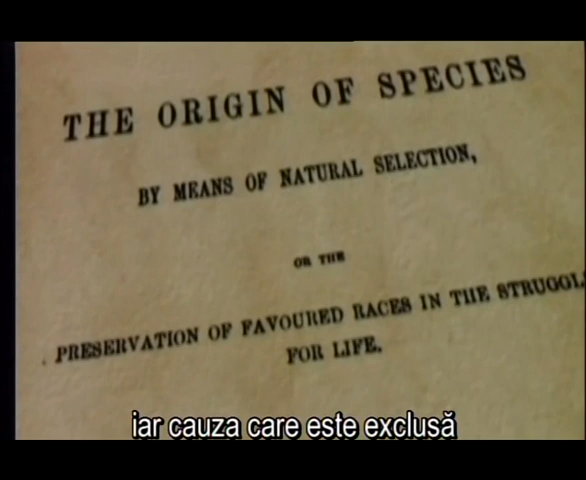 THE ORIGIN OF SPECIES
BY MEANS OF NATURAL SELECTION,
OR THE
PRESERVATION OF FAVOURED RACES IN THE STRUGGL
FOR LIFE.
iar cauza care este exclusă